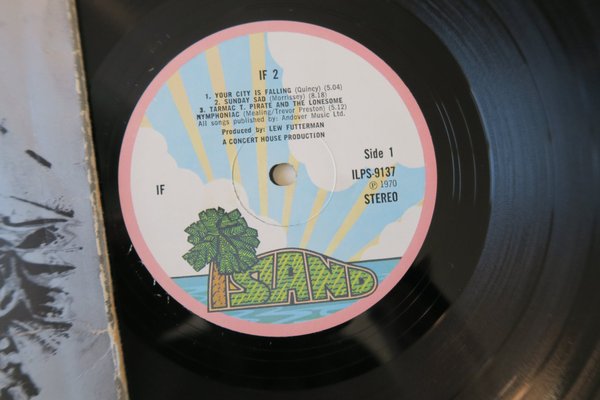 IF 2
1. YOUR CITY IS FALLING (Quincy) (5.04)
2. SUNDAY SAD (Morrissey) (8.18)
3. TARMAC T. PIRATE AND THE LONESOME
NYMPHONIAC (Mealing/Trevor Preston) (5.12)
All songs published by: Andover Music Ltd.
Produced by: LEW FUTTERMAN
A CONCERT HOUSE PRODUCTION
Side 1
IF
ILPS-9137
Ⓟ 1970
STEREO
ISLAND